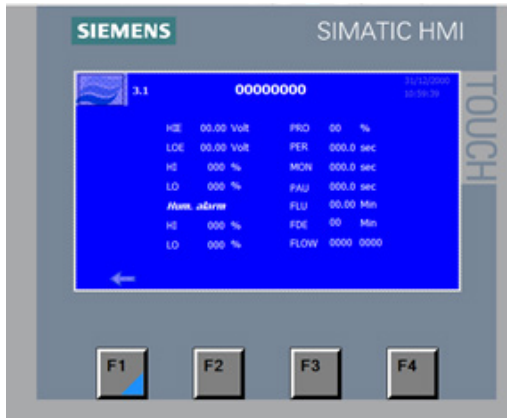 SIEMENS
SIMATIC HMI
TOUCH
3.1
00000000
31/12/2000
10:59:39
HIE 00.00 Volt
LOE 00.00 Volt
HI 000 %
LO 000 %
Hum. alarm
HI 000 %
LO 000 %
PRO 00 %
PER 000.0 sec
MON 000.0 sec
PAU 000.0 sec
FLU 00.00 Min
FDE 00 Min
FLOW 0000 0000
F1
F2
F3
F4